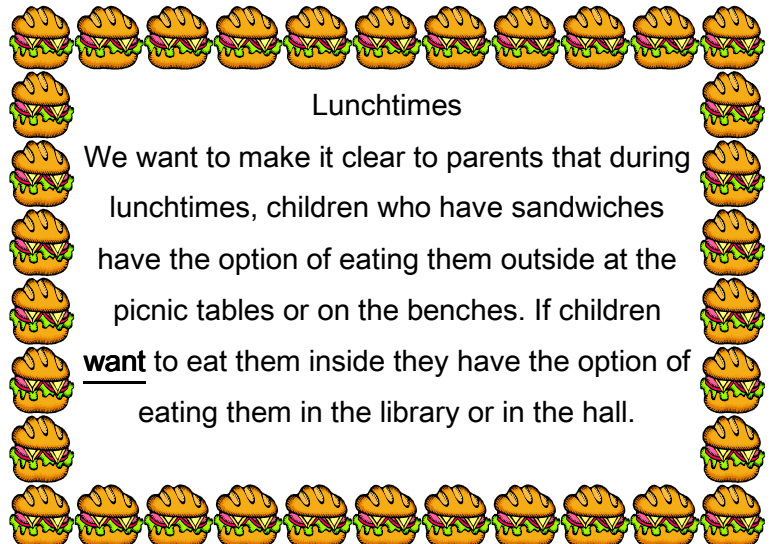 Lunchtimes
We want to make it clear to parents that during
lunchtimes, children who have sandwiches
have the option of eating them outside at the
picnic tables or on the benches. If children
want to eat them inside they have the option of
eating them in the library or in the hall.